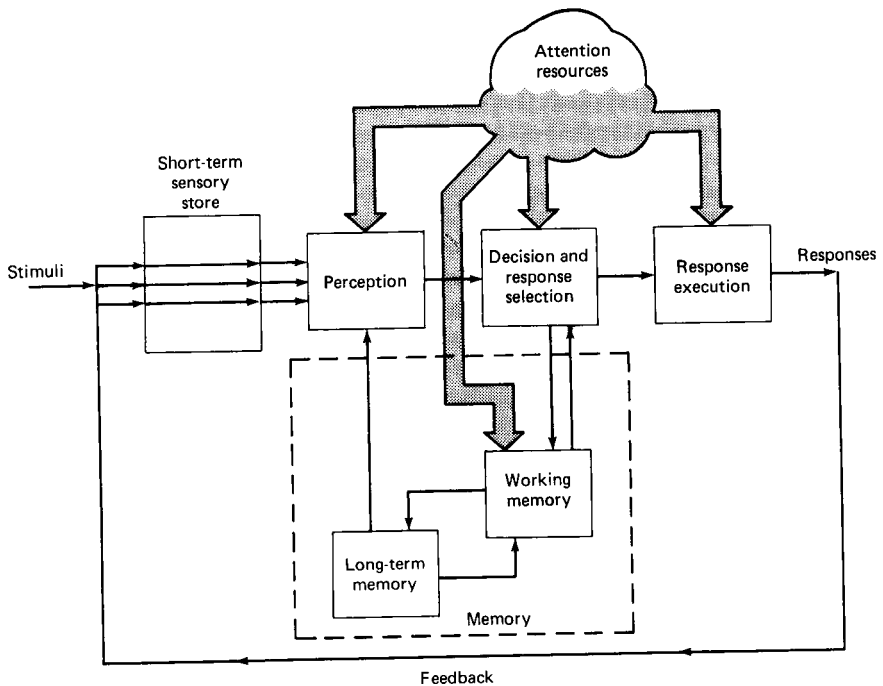 Attention
resources
Short-term
sensory
store
Stimuli
Perception
Decision and
response
selection
Response
execution
Responses
Working
memory
Long-term
memory
Memory
Feedback